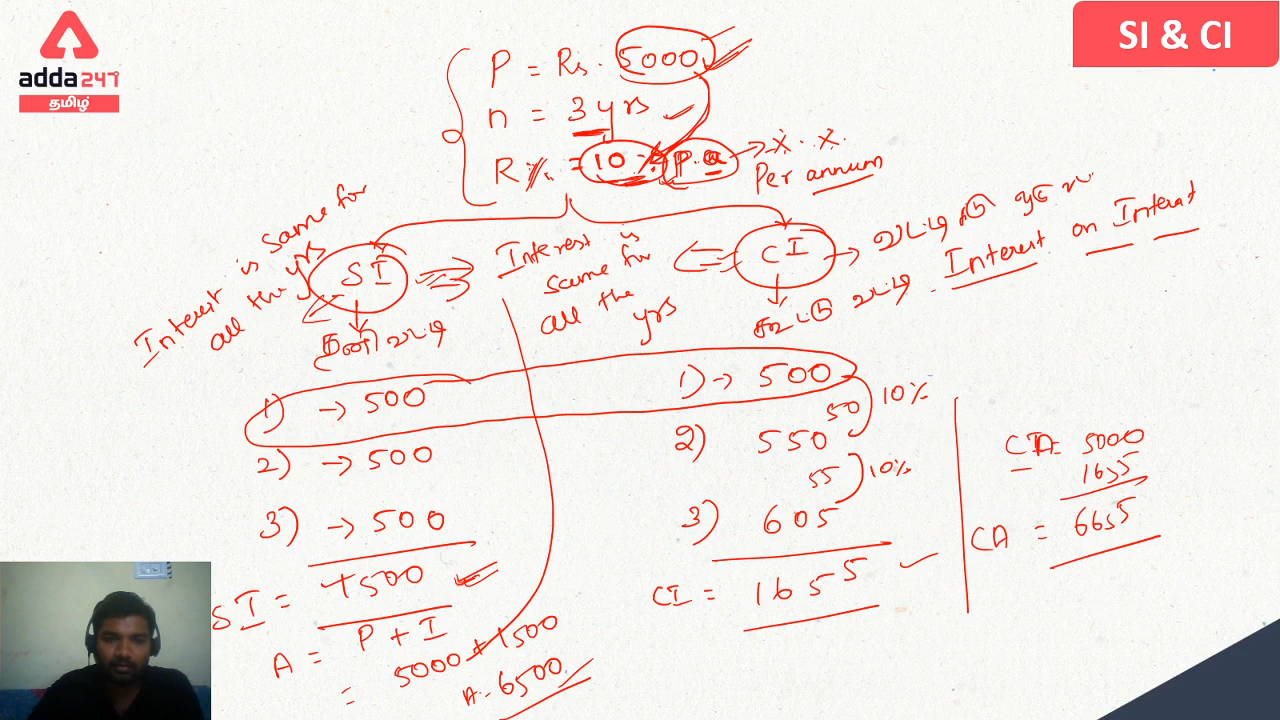 adda247
தமிழ்
SI & CI
P = Rs. 5000
n = 3 yrs
R% = 10% p.a
Per annum
SI
Interest is same for
all the yrs
Interest is
same for
all the
yrs
தனி வட்டி
CI
Interest on Interest
கூட்டு வட்டி
1) → 500
2) → 500
3) → 500
SI = 1500
A = P + I
= 5000 + 1500
A = 6500
1) → 500
50
10%
2) 550
55
10%
3) 605
CI = 1655
CA = 5000
1655
CA = 6655